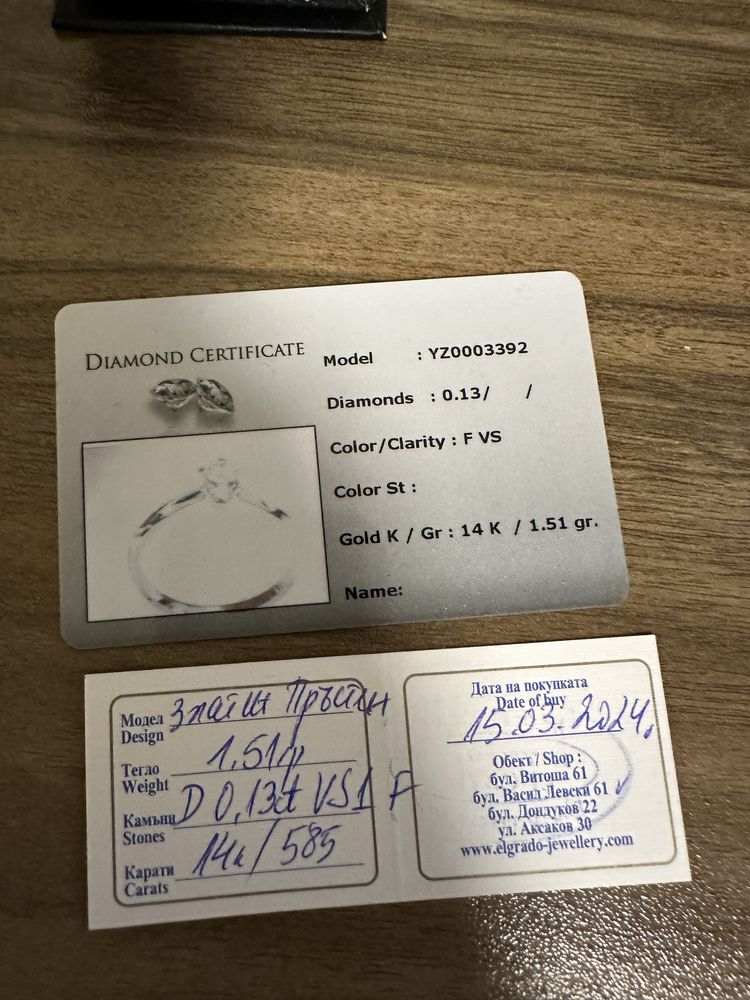 DIAMOND CERTIFICATE
Model : YZ0003392
Diamonds : 0.13/ /
Color/Clarity : F VS
Color St :
Gold K / Gr : 14 K / 1.51 gr.
Name:
Модел Златен Пръстен
Design
Тегло 1.51гр
Weight
Камъни D 0,13ct VS1 F
Stones
Карати 14к/585
Carats
Дата на покупката
Date of buy
15.03.2024г.
Обект / Shop :
бул. Витоша 61
бул. Васил Левски 61 ✓
бул. Дондуков 22
ул. Аксаков 30
www.elgrado-jewellery.com